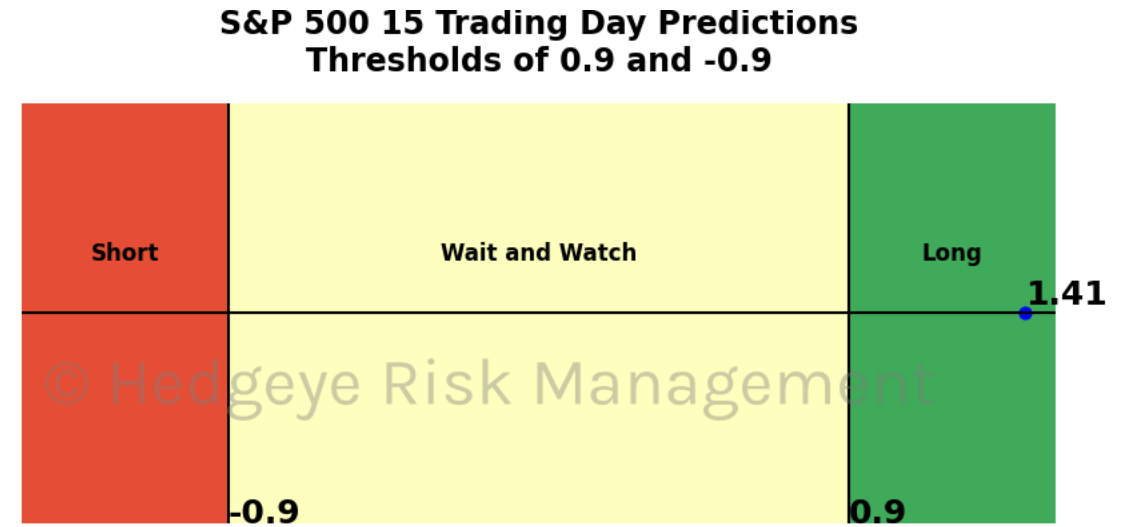 S&P 500 15 Trading Day Predictions
Thresholds of 0.9 and -0.9
Short
Wait and Watch
Long
1.41
© Hedgeye Risk Management
-0.9
0.9